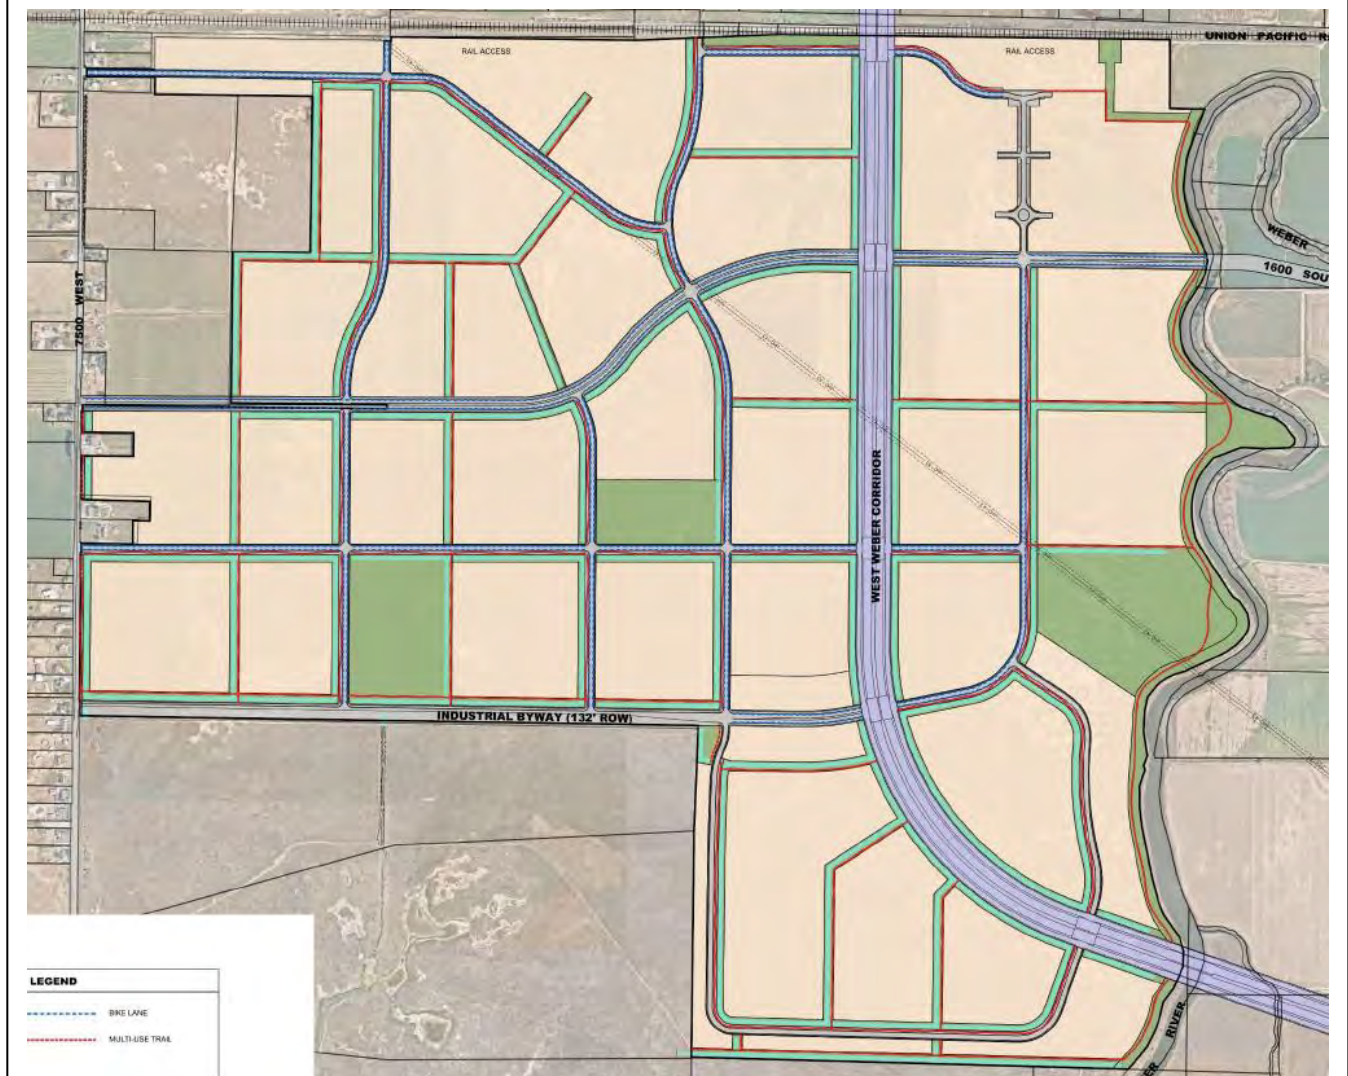 RAIL ACCESS
RAIL ACCESS
UNION PACIFIC R
WEBER
1600 SOU
7500 WEST
WEST WEBER CORRIDOR
INDUSTRIAL BYWAY (132' ROW)
LEGEND
BIKE LANE
MULTI-USE TRAIL
RIVER
ER